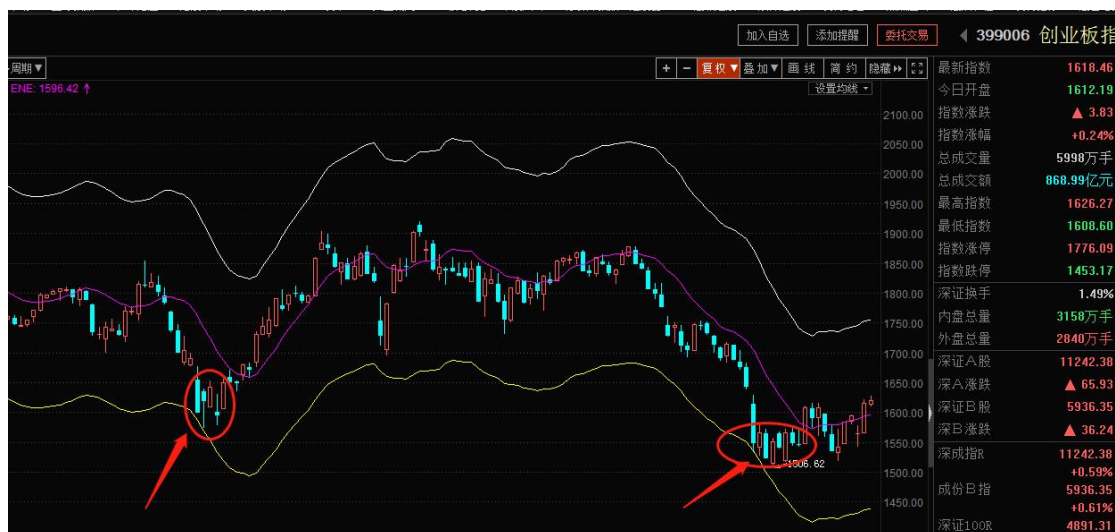 加入自选 添加提醒 委托交易 399006 创业板指
周期▼ + - 复权▼ 叠加▼ 画线 简约 隐藏
ENE: 1596.42 设置均线
2100.00
2050.00
2000.00
1950.00
1900.00
1850.00
1800.00
1750.00
1700.00
1650.00
1600.00
1550.00
1500.00
1450.00
1506.62
最新指数 1618.46
今日开盘 1612.19
指数涨跌 ▲ 3.83
指数涨幅 +0.24%
总成交量 5998万手
总成交额 868.99亿元
最高指数 1626.27
最低指数 1608.60
指数涨停 1776.09
指数跌停 1453.17
深证换手 1.49%
内盘总量 3158万手
外盘总量 2840万手
深证A股 11242.38
深A涨跌 ▲ 65.93
深证B股 5936.35
深B涨跌 ▲ 36.24
深成指R 11242.38
+0.59%
成份B指 5936.35
+0.61%
深证100R 4891.31